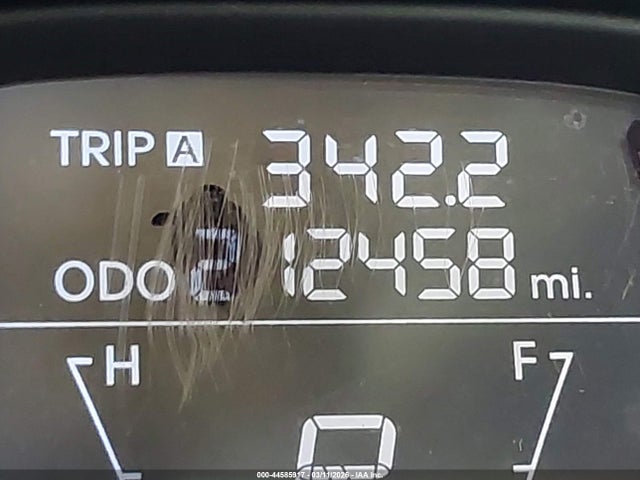 TRIP A 342.2
ODO 212458 mi.
H F
000-44585917 - 03/11/2026 - IAA Inc.